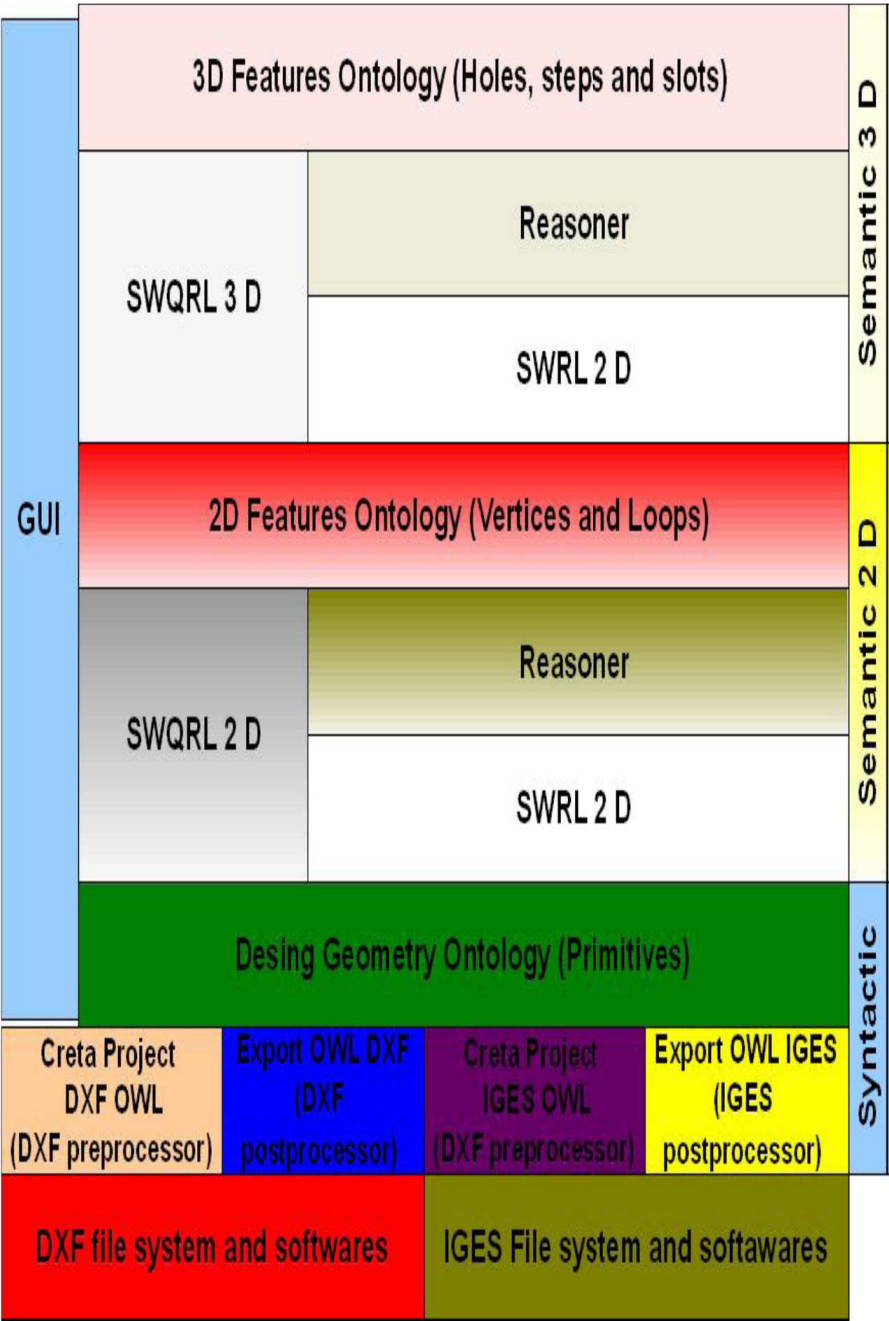 3D Features Ontology (Holes, steps and slots)
Semantic 3 D
Reasoner
SWQRL 3 D
SWRL 2 D
GUI
2D Features Ontology (Vertices and Loops)
Semantic 2 D
Reasoner
SWQRL 2 D
SWRL 2 D
Desing Geometry Ontology (Primitives)
Syntactic
Creta Project
DXF OWL
(DXF preprocessor)
Export OWL DXF
(DXF
postprocessor)
Creta Project
IGES OWL
(DXF preprocessor)
Export OWL IGES
(IGES
postprocessor)
DXF file system and softwares
IGES File system and softawares